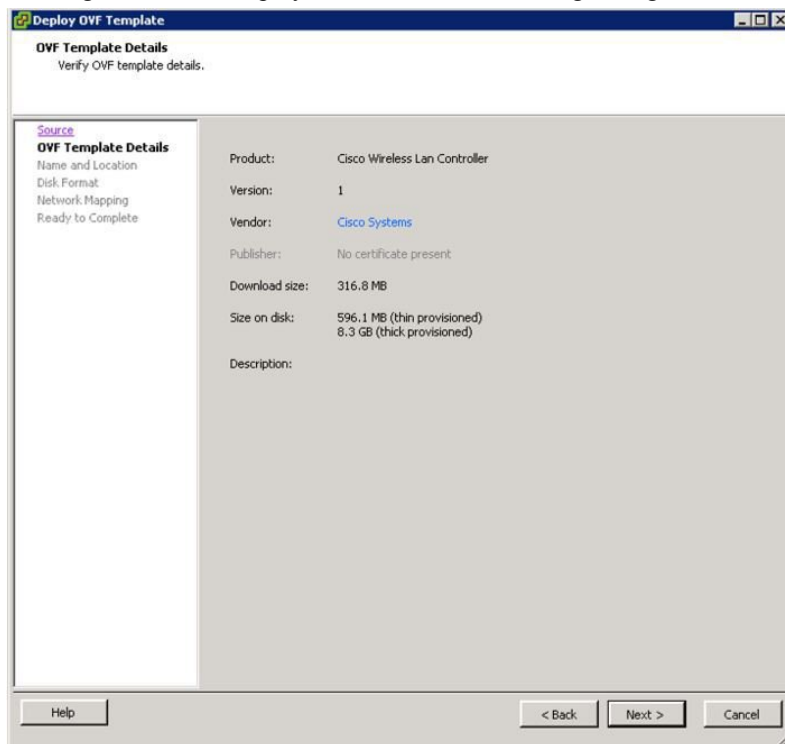 Deploy OVF Template
OVF Template Details
Verify OVF template details.
Source
OVF Template Details
Name and Location
Disk Format
Network Mapping
Ready to Complete
Product: Cisco Wireless Lan Controller
Version: 1
Vendor: Cisco Systems
Publisher: No certificate present
Download size: 316.8 MB
Size on disk: 596.1 MB (thin provisioned)
8.3 GB (thick provisioned)
Description:
Help
< Back
Next >
Cancel